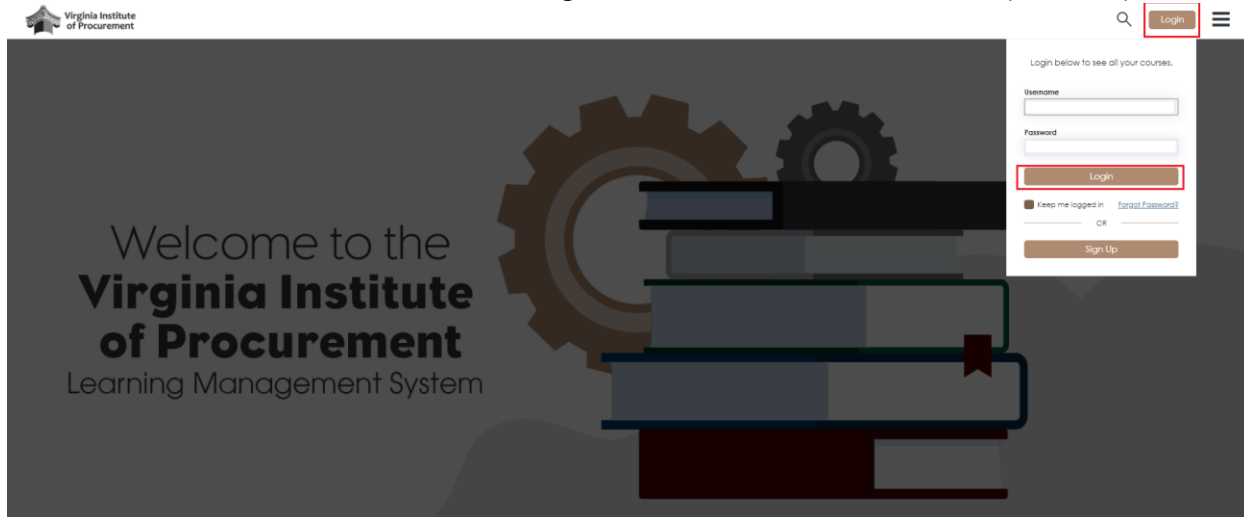 Virginia Institute
of Procurement
Login
Login below to see all your courses.
Username
Password
Login
Keep me logged in Forgot Password?
OR
Sign Up
Welcome to the
Virginia Institute
of Procurement
Learning Management System